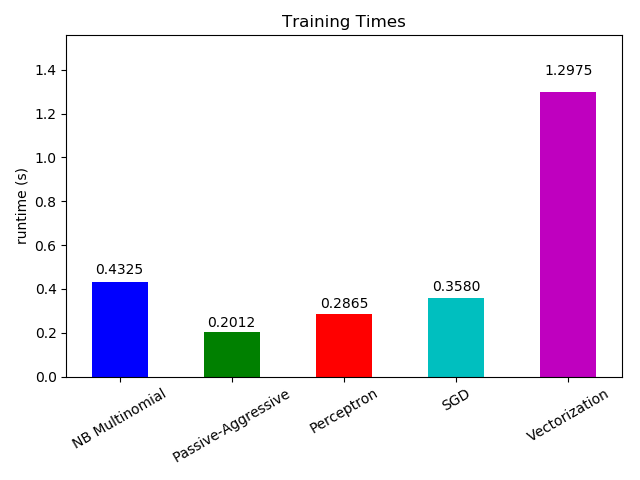 Training Times
runtime (s)
1.4
1.2
1.0
0.8
0.6
0.4
0.2
0.0
0.4325
0.2012
0.2865
0.3580
1.2975
NB Multinomial
Passive-Aggressive
Perceptron
SGD
Vectorization